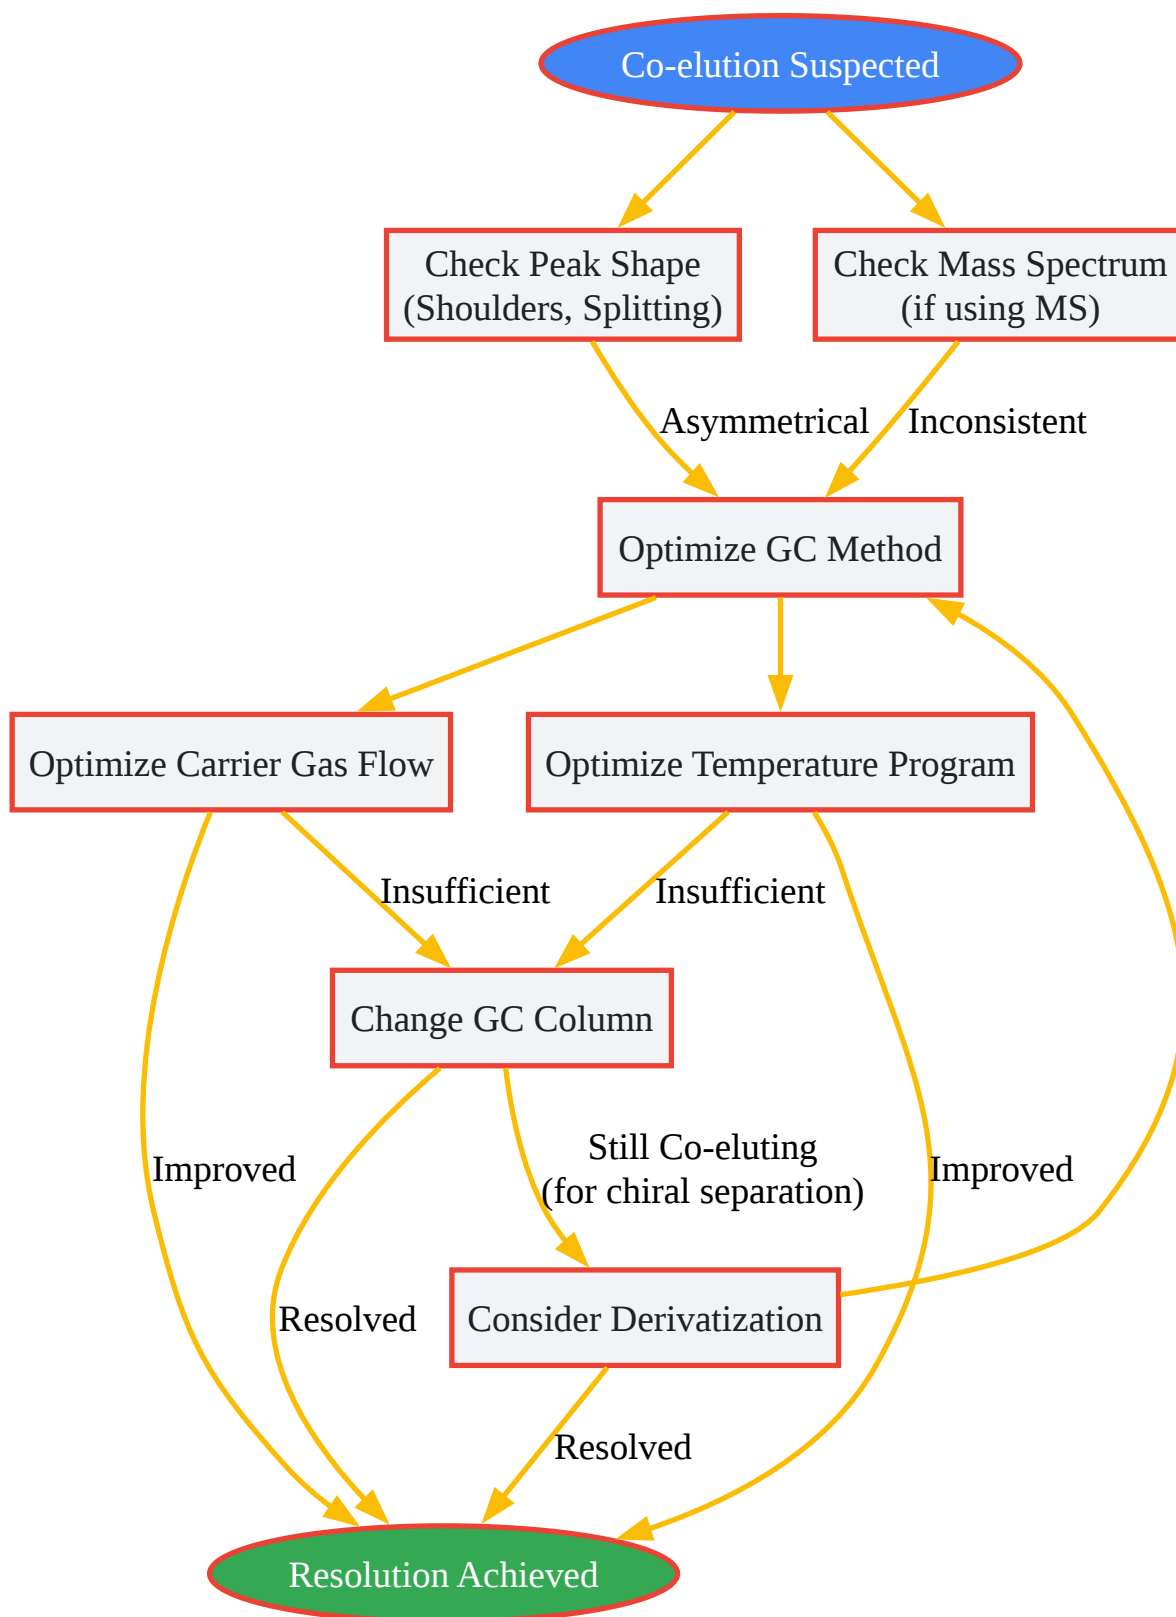 Co-elution Suspected
Check Peak Shape
(Shoulders, Splitting)
Check Mass Spectrum
(if using MS)
Asymmetrical
Inconsistent
Optimize GC Method
Optimize Carrier Gas Flow
Optimize Temperature Program
Insufficient
Insufficient
Change GC Column
Still Co-eluting
(for chiral separation)
Improved
Improved
Resolved
Consider Derivatization
Resolved
Resolution Achieved